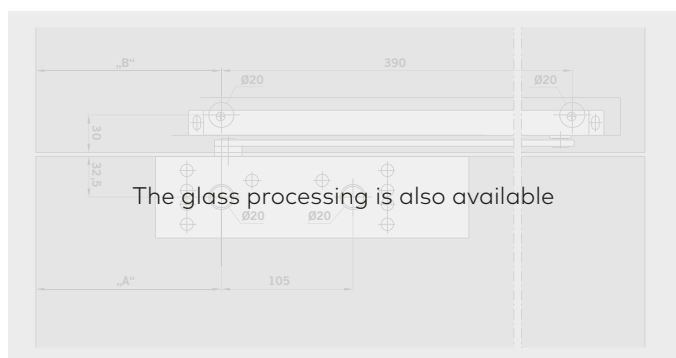 „B“
390
Ø20
Ø20
30
32,5
The glass processing is also available
Ø20
Ø20
„A“
105